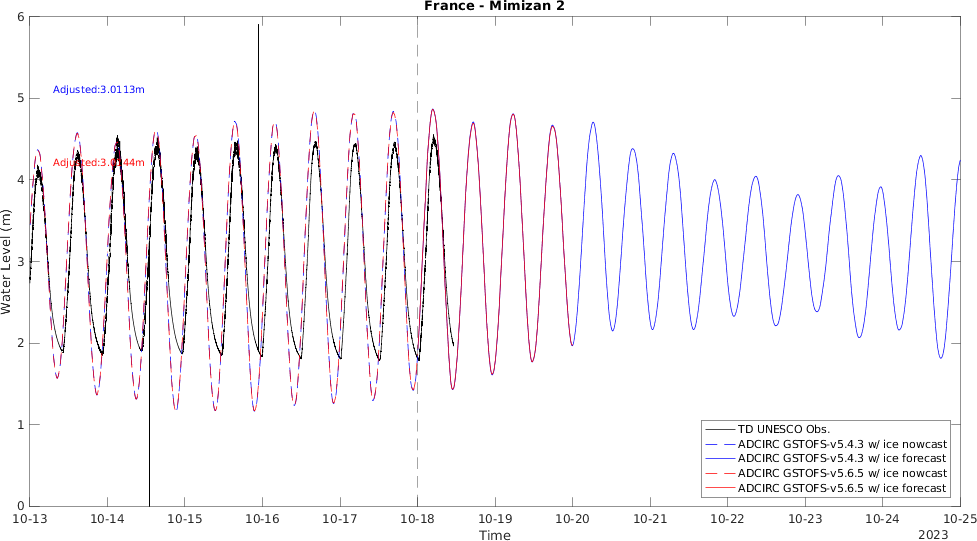 France - Mimizan 2
6
5
4
3
2
1
0
Water Level (m)
Adjusted:3.0113m
TD UNESCO Obs.
ADCIRC GSTOFS-v5.4.3 w/ ice nowcast
ADCIRC GSTOFS-v5.4.3 w/ ice forecast
ADCIRC GSTOFS-v5.6.5 w/ ice nowcast
ADCIRC GSTOFS-v5.6.5 w/ ice forecast
10-13 10-14 10-15 10-16 10-17 10-18 10-19 10-20 10-21 10-22 10-23 10-24 10-25
Time
2023